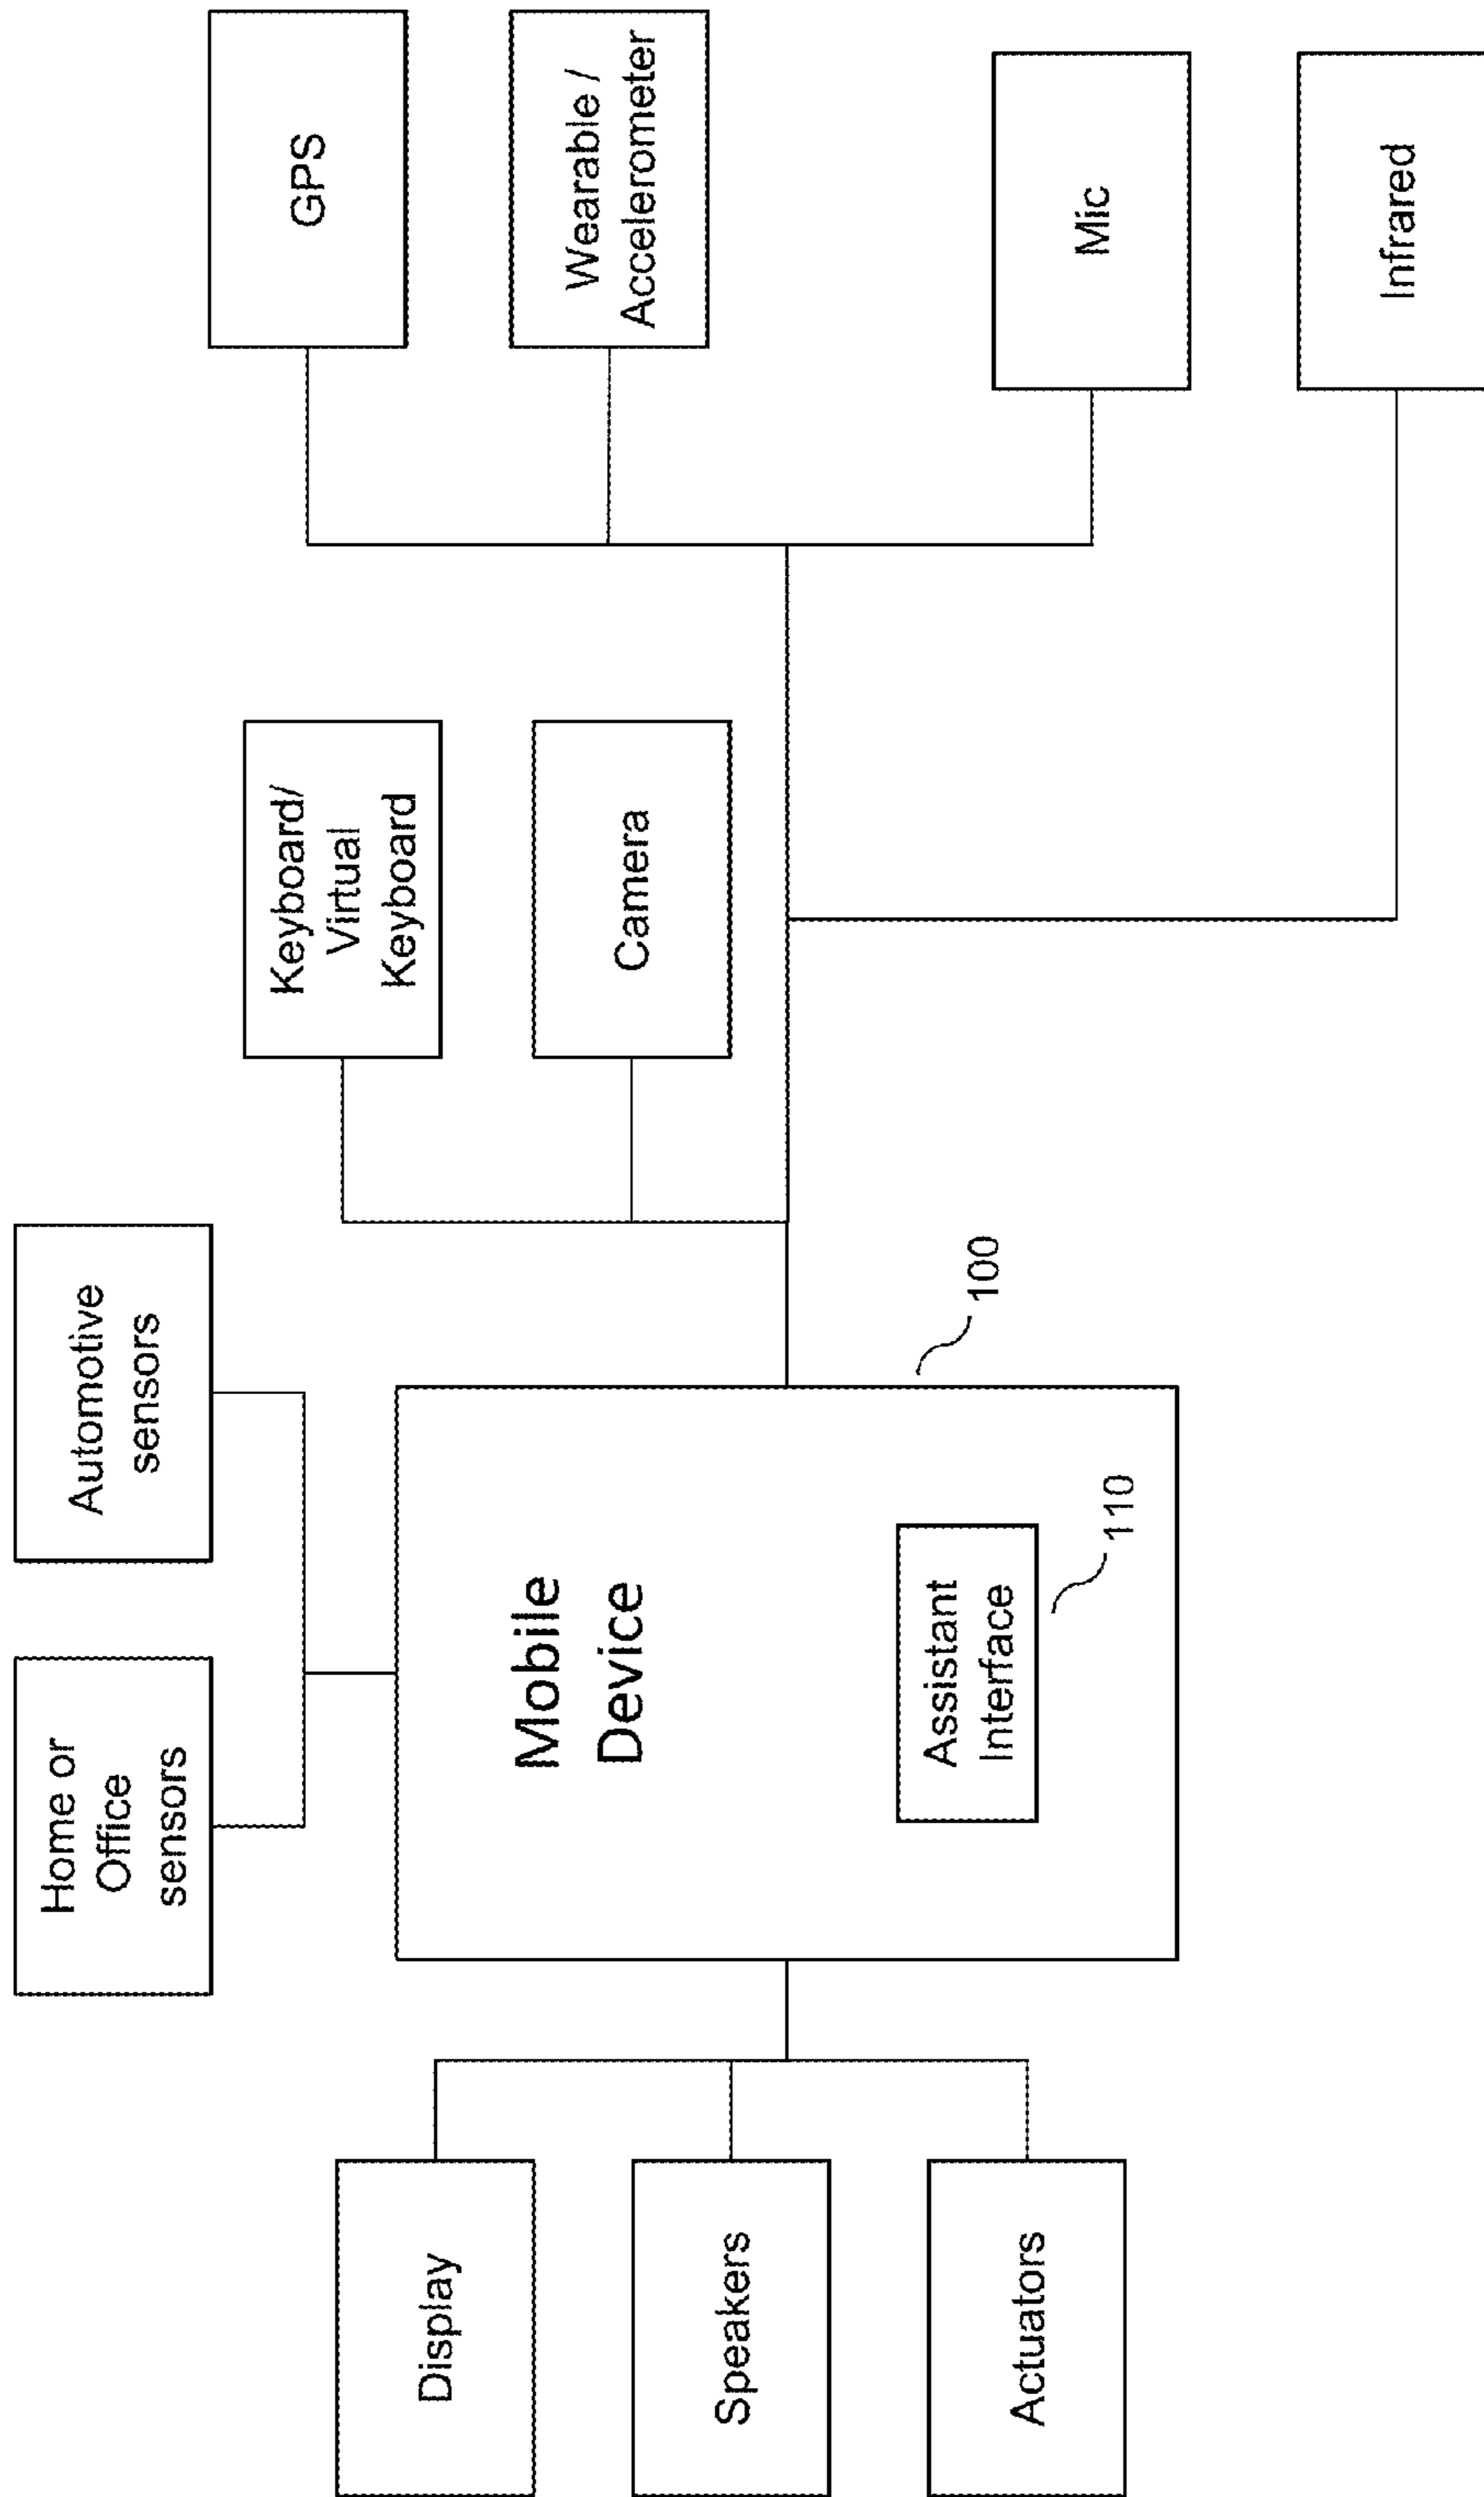 Home or
Office
sensors
Automotive
sensors
Keyboard/
Virtual
Keyboard
GPS
Display
Mobile
Device
Camera
Wearable /
Accelerometer
Speakers
Assistant
Interface
110
100
Actuators
Mic
Infrared